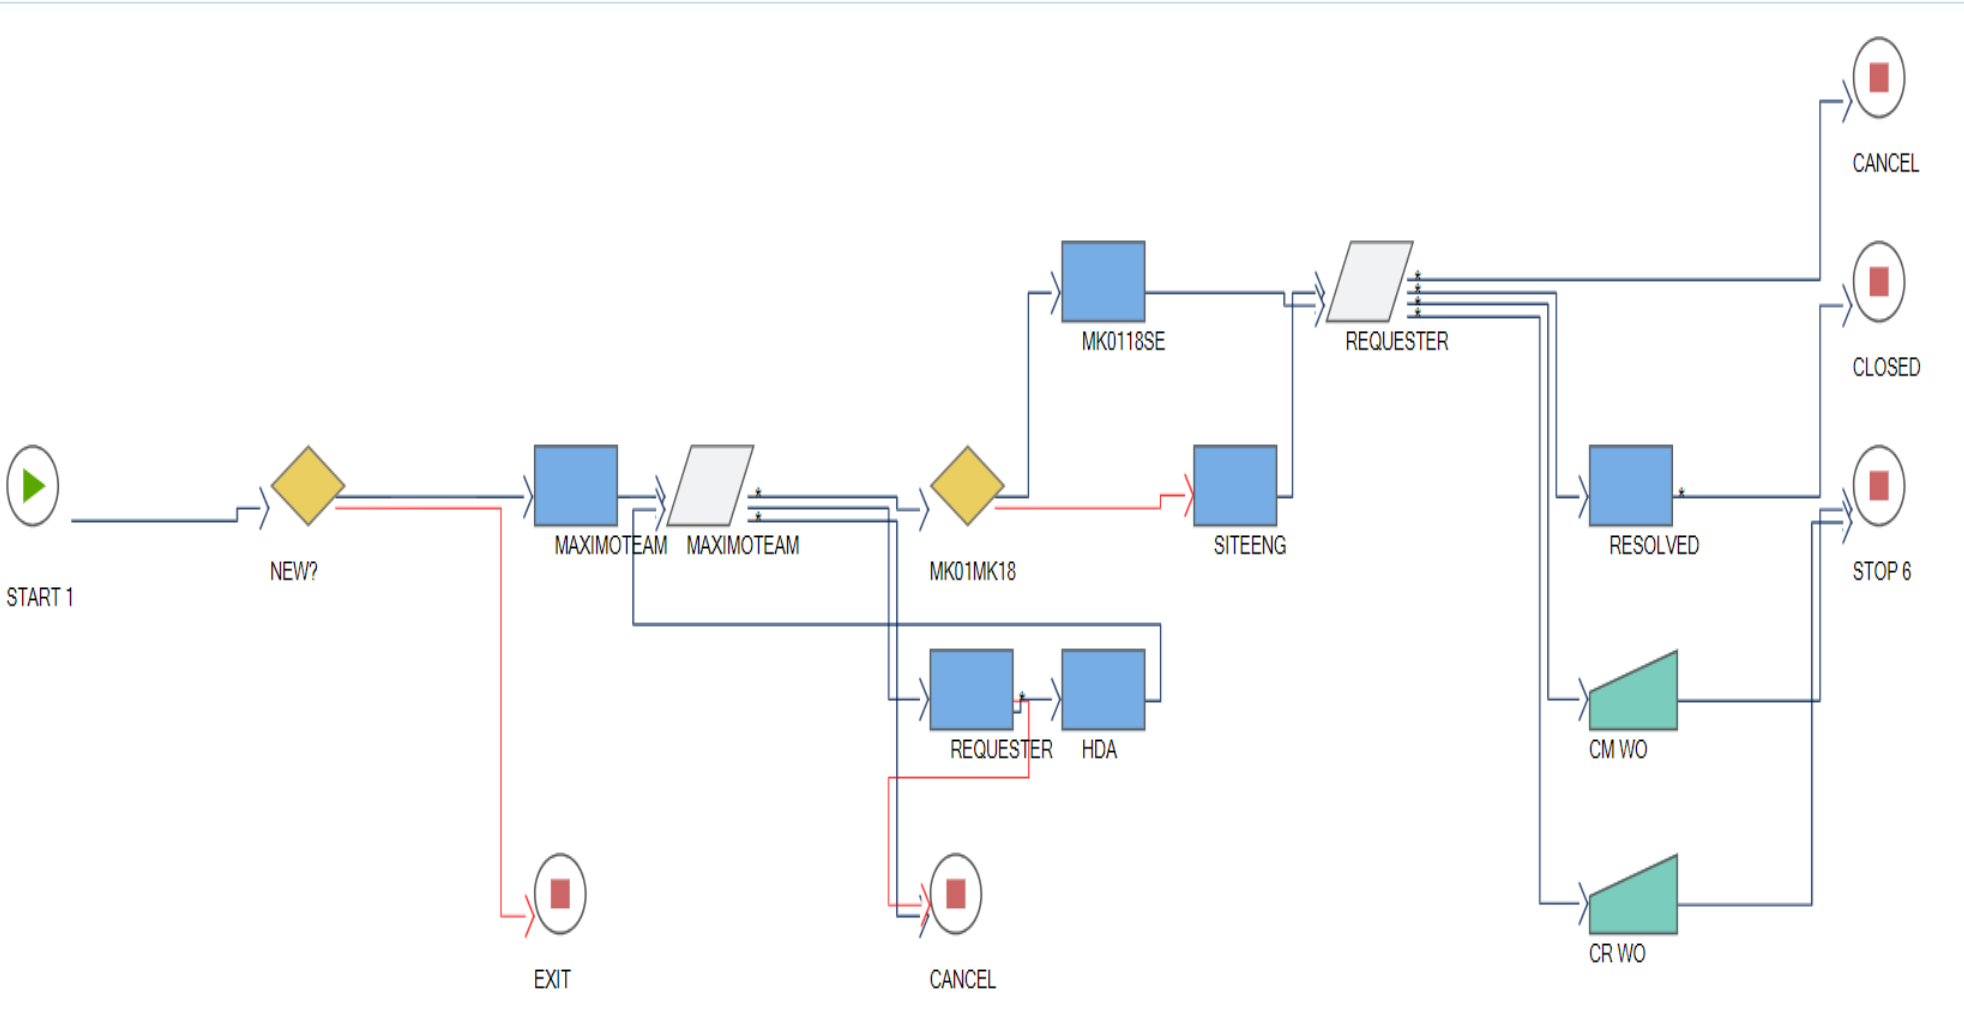 CANCEL
MK0118SE
REQUESTER
CLOSED
START 1
NEW?
MAXIMOTEAM
MAXIMOTEAM
MK01MK18
SITEENG
RESOLVED
STOP 6
REQUESTER
HDA
CM WO
EXIT
CANCEL
CR WO